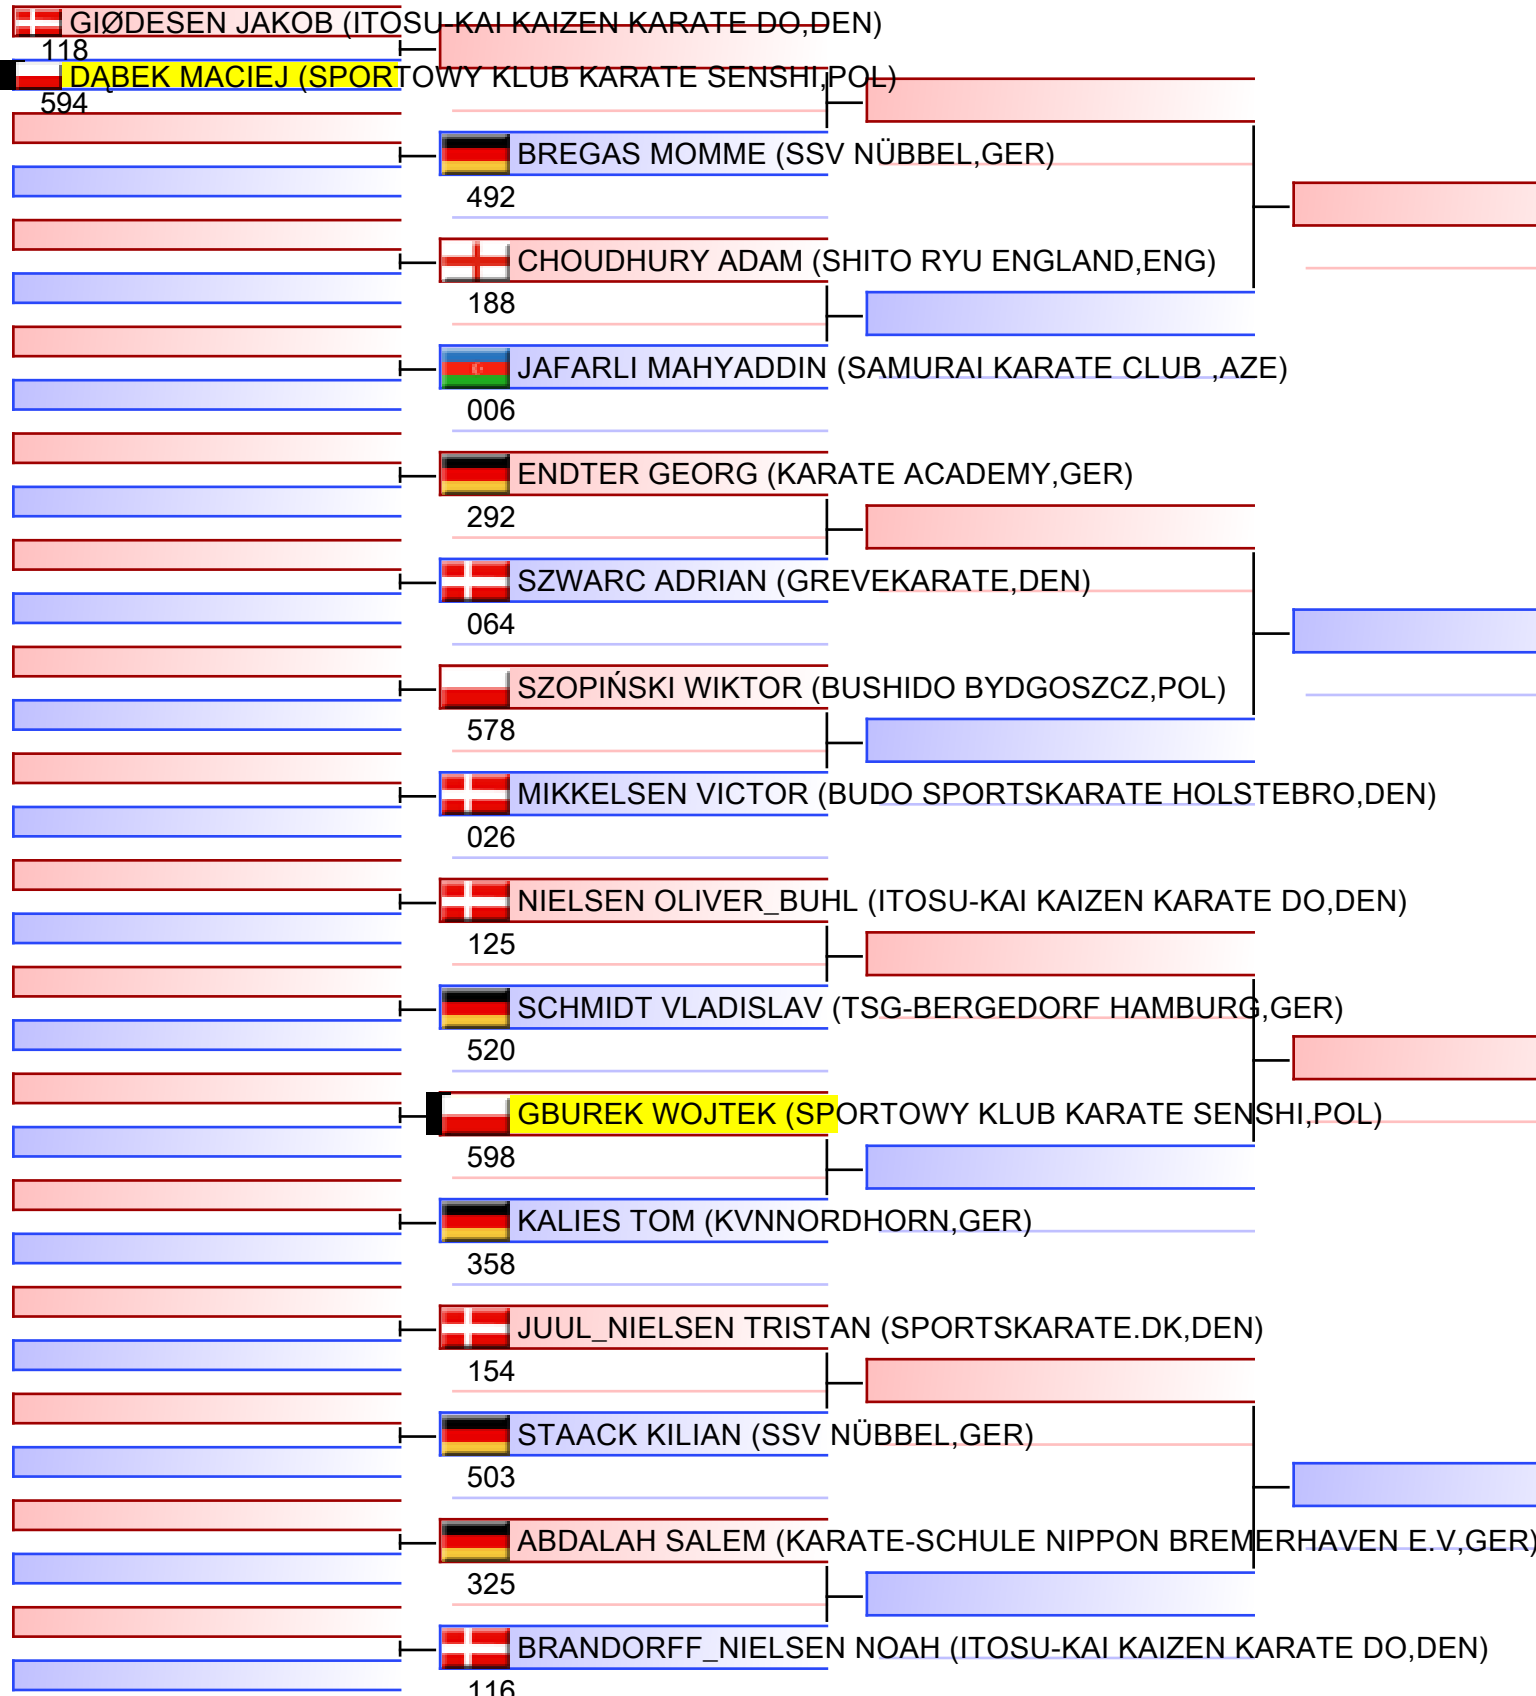 GIØDESEN JAKOB (ITOSU-KAI KAIZEN KARATE DO,DEN)
118
DĄBEK MACIEJ (SPORTOWY KLUB KARATE SENSHI,POL)
594
BREGAS MOMME (SSV NÜBBEL,GER)
492
CHOUDHURY ADAM (SHITO RYU ENGLAND,ENG)
188
JAFARLI MAHYADDIN (SAMURAI KARATE CLUB ,AZE)
006
ENDTER GEORG (KARATE ACADEMY,GER)
292
SZWARC ADRIAN (GREVEKARATE,DEN)
064
SZOPIŃSKI WIKTOR (BUSHIDO BYDGOSZCZ,POL)
578
MIKKELSEN VICTOR (BUDO SPORTSKARATE HOLSTEBRO,DEN)
026
NIELSEN OLIVER_BUHL (ITOSU-KAI KAIZEN KARATE DO,DEN)
125
SCHMIDT VLADISLAV (TSG-BERGEDORF HAMBURG,GER)
520
GBUREK WOJTEK (SPORTOWY KLUB KARATE SENSHI,POL)
598
KALIES TOM (KVNNORDHORN,GER)
358
JUUL_NIELSEN TRISTAN (SPORTSKARATE.DK,DEN)
154
STAACK KILIAN (SSV NÜBBEL,GER)
503
ABDALAH SALEM (KARATE-SCHULE NIPPON BREMERHAVEN E.V,GER)
325
BRANDORFF_NIELSEN NOAH (ITOSU-KAI KAIZEN KARATE DO,DEN)
116